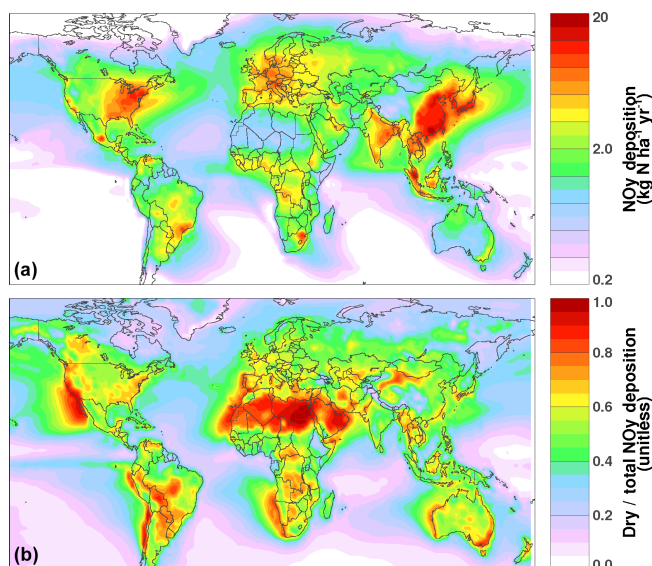 (a)
20
2.0
0.2
NOy deposition
(kg N ha⁻¹ yr⁻¹)
(b)
1.0
0.8
0.6
0.4
0.2
0.0
Dry / total NOy deposition
(unitless)